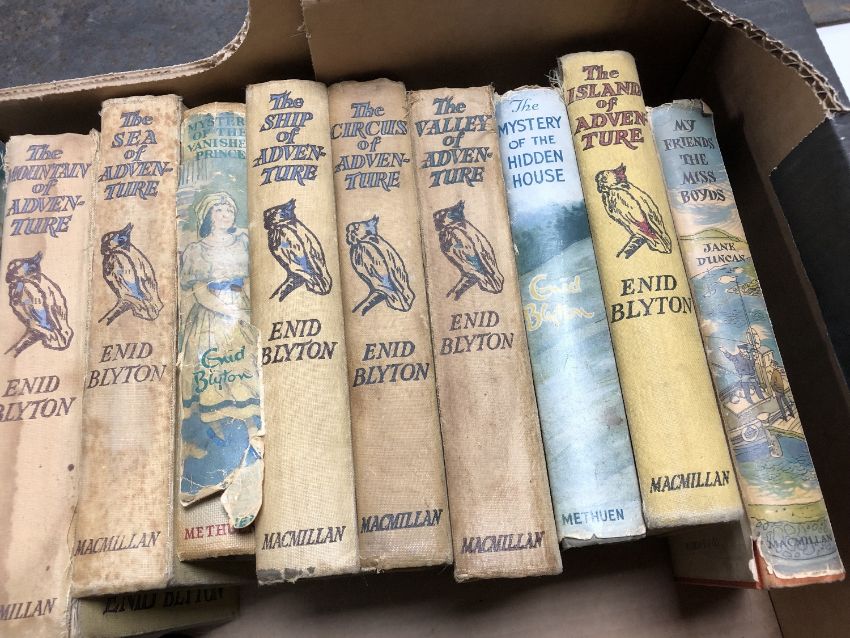 The
MOUNTAIN
of
ADVEN-
TURE
ENID
BLYTON
MACMILLAN
The
SEA
of
ADVEN-
TURE
ENID
BLYTON
MACMILLAN
MYSTERY
OF THE
VANISHED
PRINCE
Enid
Blyton
METHUEN
The
SHIP
of
ADVEN-
TURE
ENID
BLYTON
MACMILLAN
The
CIRCUS
of
ADVEN-
TURE
ENID
BLYTON
MACMILLAN
The
VALLEY
of
ADVEN-
TURE
ENID
BLYTON
MACMILLAN
The
MYSTERY
OF THE
HIDDEN
HOUSE
Enid
Blyton
METHUEN
The
ISLAND
of
ADVEN-
TURE
ENID
BLYTON
MACMILLAN
MY
FRIENDS
THE
MISS
BOYDS
JANE
DUNCAN
MACMILLAN
ENID BLYTON